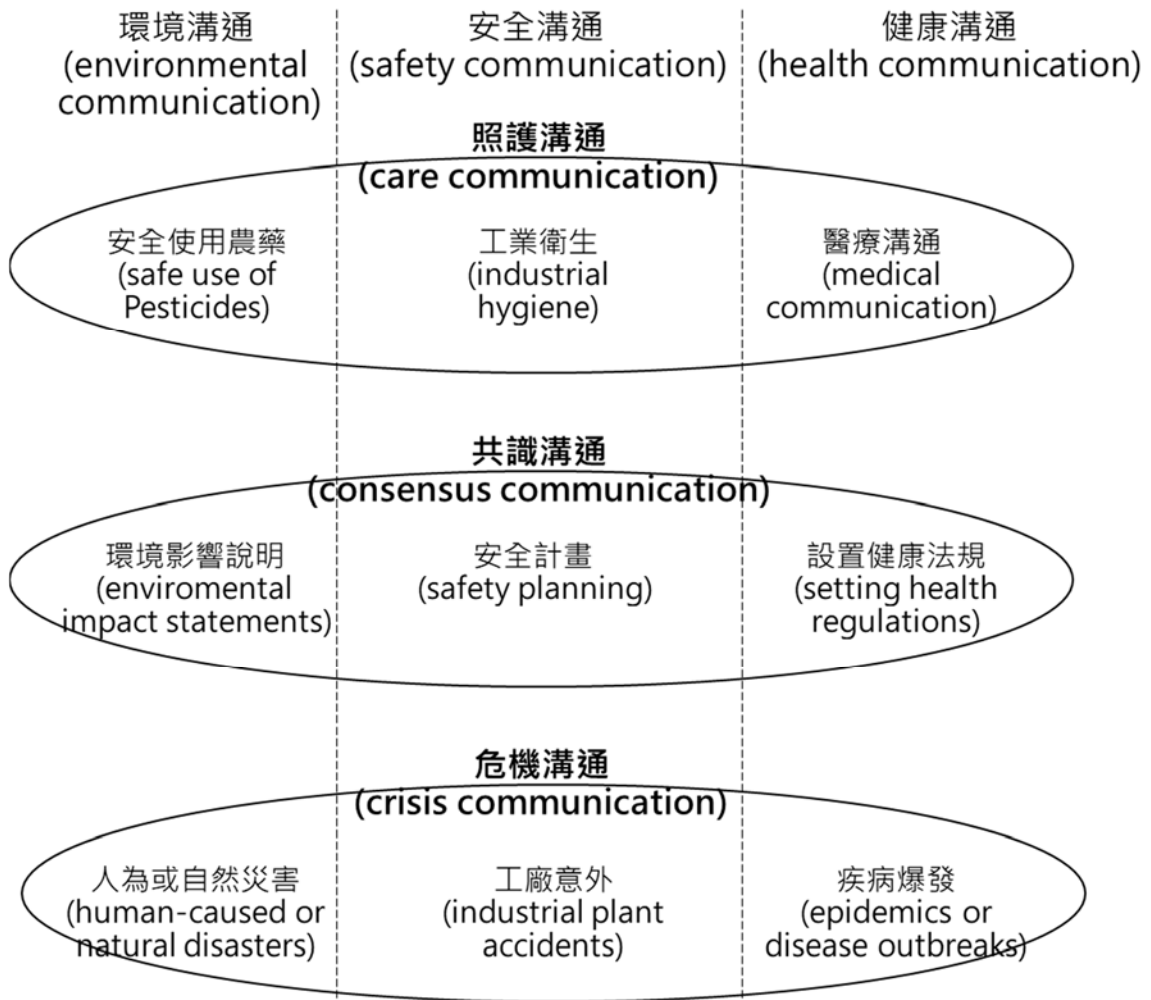 環境溝通
(environmental
communication)
安全溝通
(safety communication)
健康溝通
(health communication)
照護溝通
(care communication)
安全使用農藥
(safe use of
Pesticides)
工業衛生
(industrial
hygiene)
醫療溝通
(medical
communication)
共識溝通
(consensus communication)
環境影響說明
(enviromental
impact statements)
安全計畫
(safety planning)
設置健康法規
(setting health
regulations)
危機溝通
(crisis communication)
人為或自然災害
(human-caused or
natural disasters)
工廠意外
(industrial plant
accidents)
疾病爆發
(epidemics or
disease outbreaks)